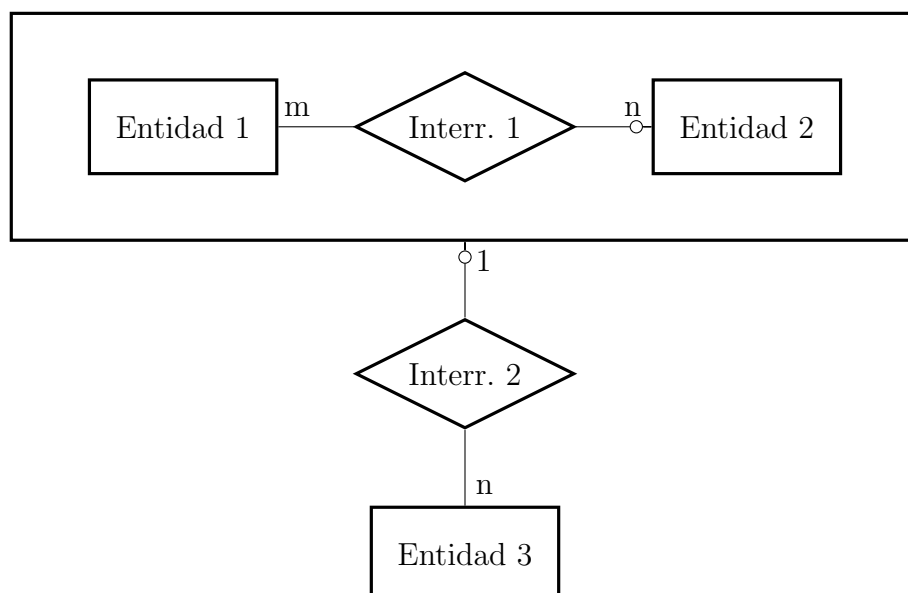 Entidad 1
m
Interr. 1
n
Entidad 2
1
Interr. 2
n
Entidad 3